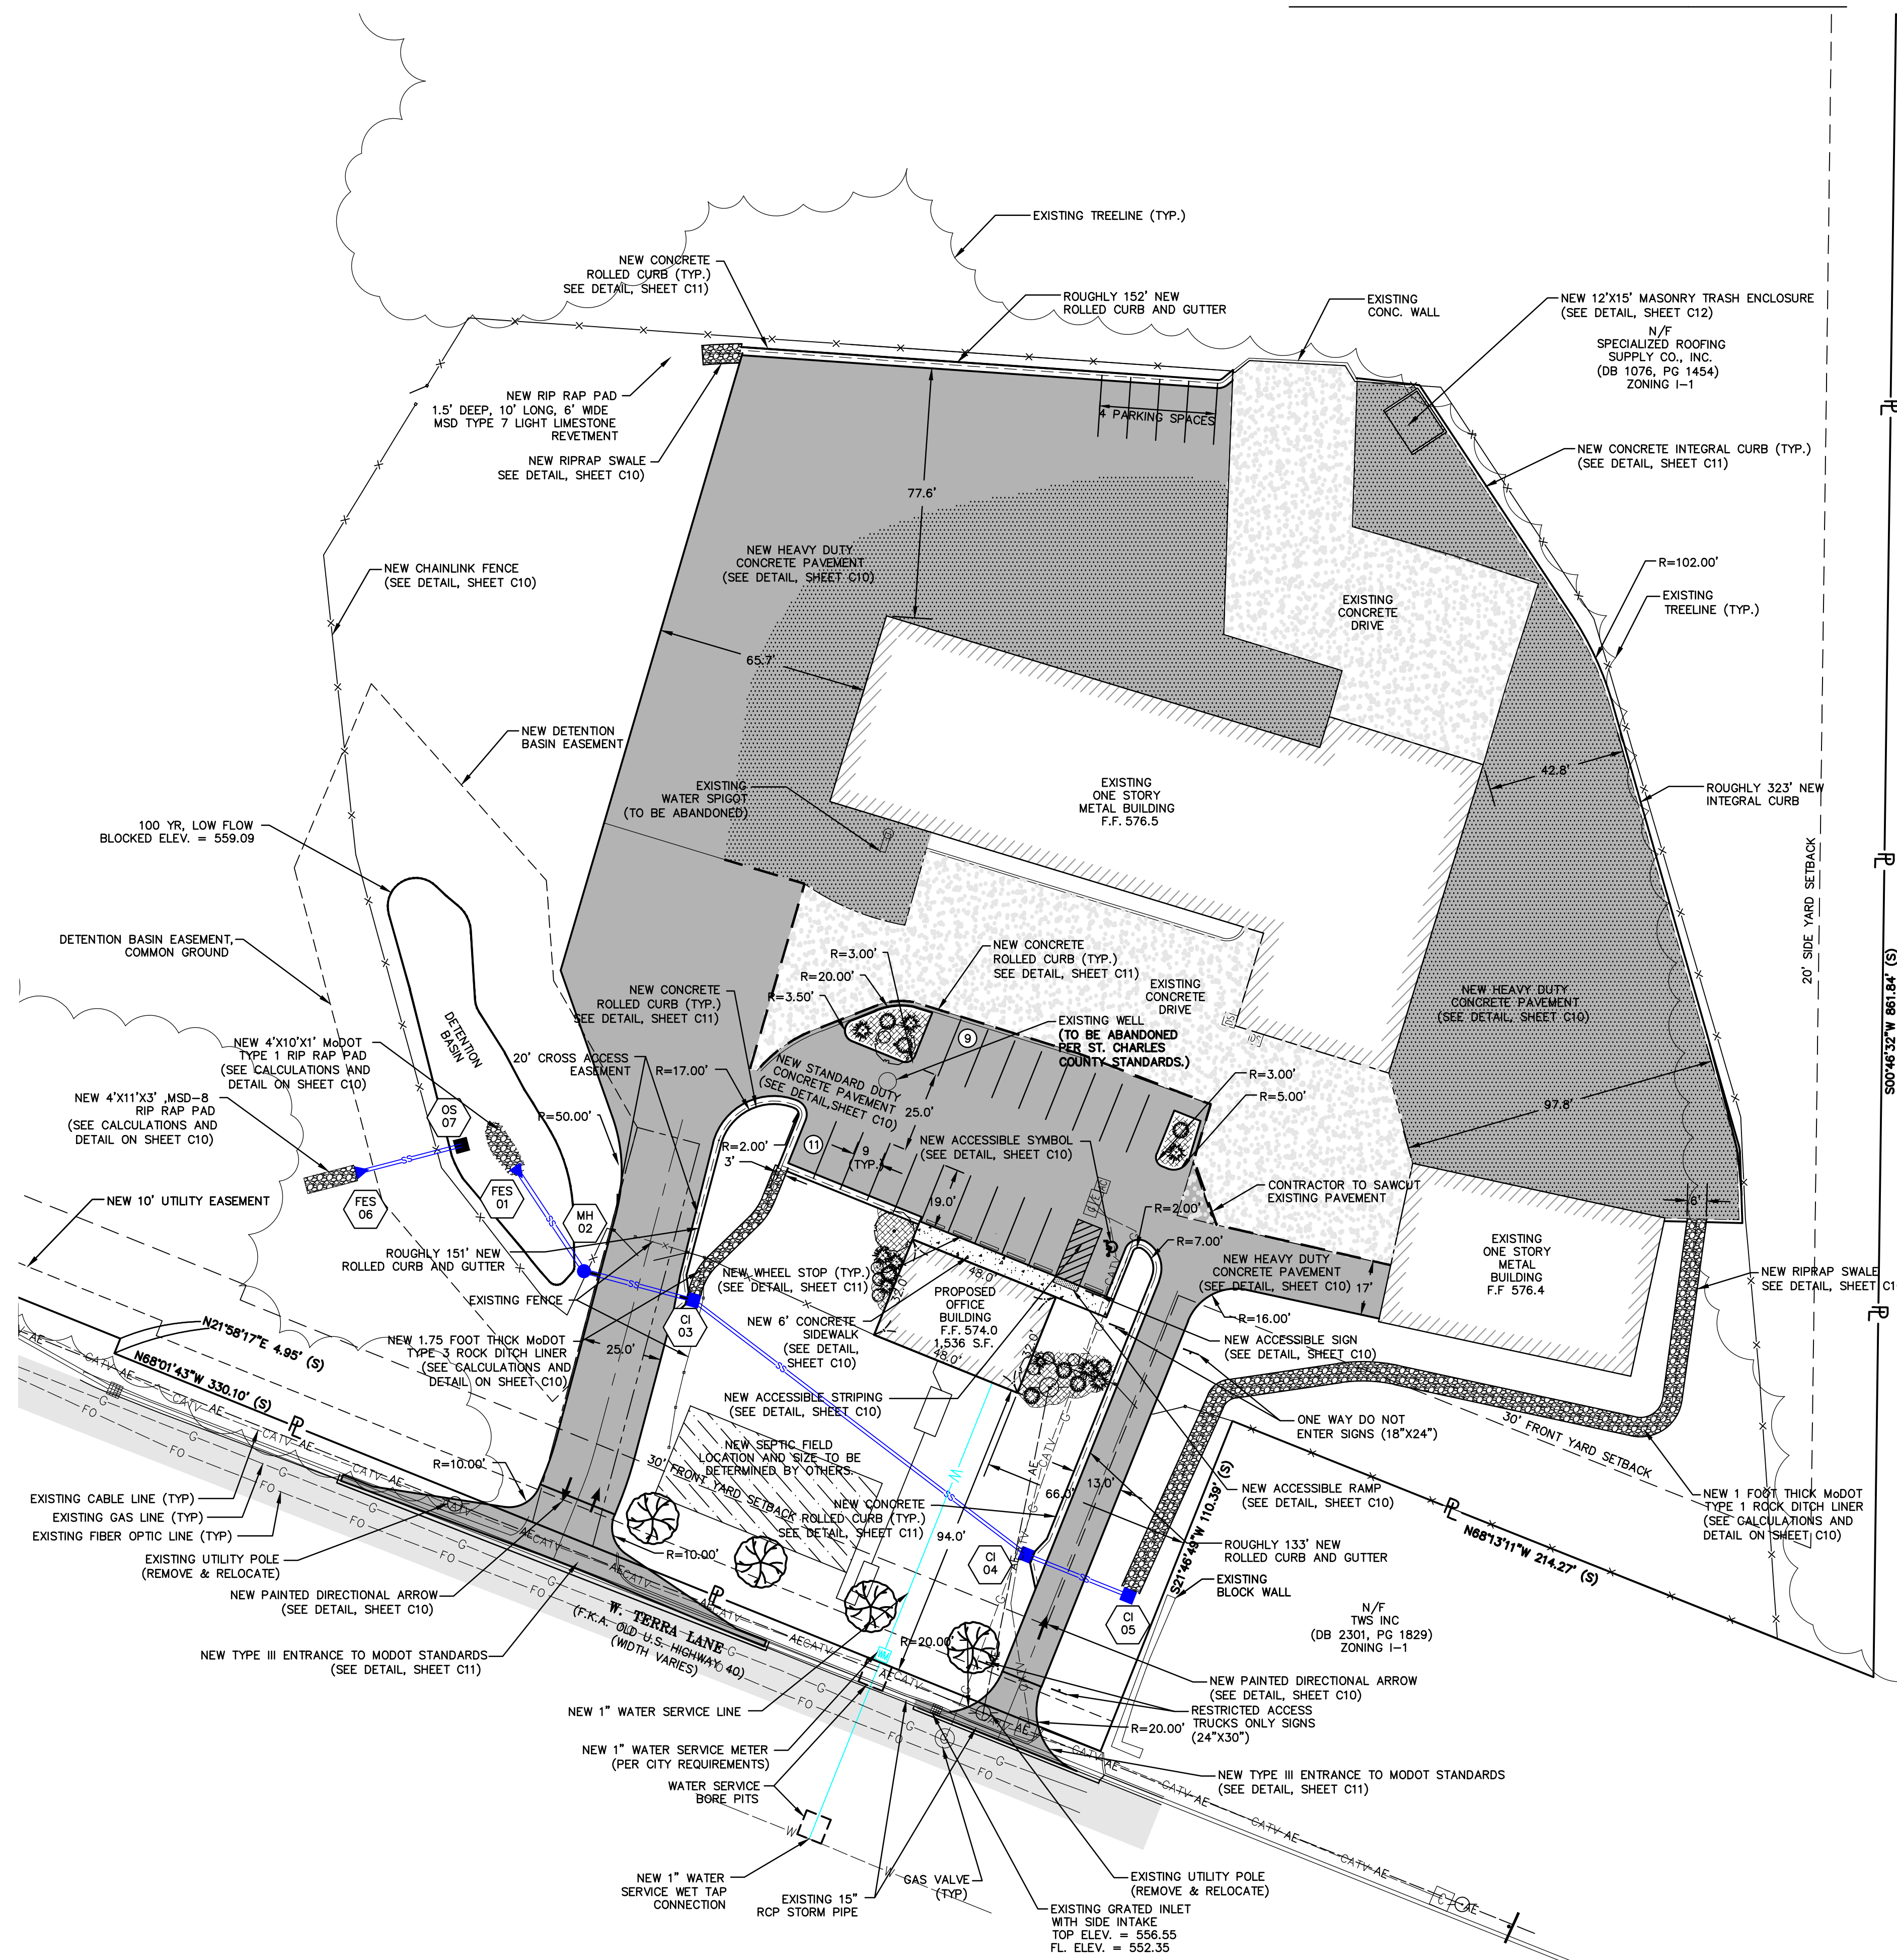 EXISTING TREELINE (TYP.)
NEW CONCRETE
ROLLED CURB (TYP.)
SEE DETAIL, SHEET C11)
ROUGHLY 152' NEW
ROLLED CURB AND GUTTER
EXISTING
CONC. WALL
NEW 12'X15' MASONRY TRASH ENCLOSURE
(SEE DETAIL, SHEET C12)
N/F
SPECIALIZED ROOFING
SUPPLY CO., INC.
(DB 1076, PG 1454)
ZONING I-1
NEW RIP RAP PAD
1.5' DEEP, 10' LONG, 6' WIDE
MSD TYPE 7 LIGHT LIMESTONE
REVETMENT
4 PARKING SPACES
NEW RIPRAP SWALE
SEE DETAIL, SHEET C10)
NEW CONCRETE INTEGRAL CURB (TYP.)
(SEE DETAIL, SHEET C11)
77.6'
NEW HEAVY DUTY
CONCRETE PAVEMENT
(SEE DETAIL, SHEET C10)
NEW CHAINLINK FENCE
(SEE DETAIL, SHEET C10)
R=102.00'
EXISTING
TREELINE (TYP.)
EXISTING
CONCRETE
DRIVE
65.7'
NEW DETENTION
BASIN EASEMENT
EXISTING
WATER SPIGOT
(TO BE ABANDONED)
EXISTING
ONE STORY
METAL BUILDING
F.F. 576.5
42.8'
ROUGHLY 323' NEW
INTEGRAL CURB
100 YR, LOW FLOW
BLOCKED ELEV. = 559.09
20' SIDE YARD SETBACK
S00°46'32"W 861.84' (S)
PL
PL
PL
DETENTION BASIN EASEMENT,
COMMON GROUND
R=3.00'
R=20.00'
R=3.50'
NEW CONCRETE
ROLLED CURB (TYP.)
SEE DETAIL, SHEET C11)
NEW CONCRETE
ROLLED CURB (TYP.)
SEE DETAIL, SHEET C11)
EXISTING
CONCRETE
DRIVE
NEW HEAVY DUTY
CONCRETE PAVEMENT
(SEE DETAIL, SHEET C10)
DETENTION
BASIN
9
EXISTING WELL
(TO BE ABANDONED
PER ST. CHARLES
COUNTY STANDARDS.)
NEW 4'X10'X1' MoDOT
TYPE 1 RIP RAP PAD
(SEE CALCULATIONS AND
DETAIL ON SHEET C10)
20' CROSS ACCESS
EASEMENT
R=17.00'
NEW STANDARD DUTY
CONCRETE PAVEMENT
(SEE DETAIL,SHEET C10)
R=3.00'
R=5.00'
NEW 4'X11'X3' ,MSD-8
RIP RAP PAD
(SEE CALCULATIONS AND
DETAIL ON SHEET C10)
OS
07
R=50.00'
25.0'
97.8'
R=2.00'
3'
11
9
(TYP.)
NEW ACCESSIBLE SYMBOL
(SEE DETAIL, SHEET C10)
SS
FES
06
FES
01
MH
02
19.0'
CONTRACTOR TO SAWCUT
EXISTING PAVEMENT
6'
NEW 10' UTILITY EASEMENT
R=2.00'
R=7.00'
ROUGHLY 151' NEW
ROLLED CURB AND GUTTER
NEW WHEEL STOP (TYP.)
(SEE DETAIL, SHEET C11)
EXISTING FENCE
48.0'
32.0'
NEW HEAVY DUTY
CONCRETE PAVEMENT
(SEE DETAIL, SHEET C10)
17'
EXISTING
ONE STORY
METAL
BUILDING
F.F 576.4
NEW RIPRAP SWALE
SEE DETAIL, SHEET C1
PROPOSED
OFFICE
BUILDING
F.F. 574.0
1,536 S.F.
CI
03
NEW 6' CONCRETE
SIDEWALK
(SEE DETAIL,
SHEET C10)
R=16.00'
NEW ACCESSIBLE SIGN
(SEE DETAIL, SHEET C10)
N21°58'17"E 4.95' (S)
N68°01'43"W 330.10' (S)
NEW 1.75 FOOT THICK MoDOT
TYPE 3 ROCK DITCH LINER
(SEE CALCULATIONS AND
DETAIL ON SHEET C10)
25.0'
48.0'
32.0'
NEW ACCESSIBLE STRIPING
(SEE DETAIL, SHEET C10)
ONE WAY DO NOT
ENTER SIGNS (18"X24")
30' FRONT YARD SETBACK
NEW SEPTIC FIELD
LOCATION AND SIZE TO BE
DETERMINED BY OTHERS.
30' FRONT YARD SETBACK
R=10.00'
EXISTING CABLE LINE (TYP)
EXISTING GAS LINE (TYP)
EXISTING FIBER OPTIC LINE (TYP)
NEW CONCRETE
ROLLED CURB (TYP.)
SEE DETAIL, SHEET C11)
66.0'
13.0'
94.0'
S21°46'49"W 110.39' (S)
NEW ACCESSIBLE RAMP
(SEE DETAIL, SHEET C10)
PL
N68°13'11"W 214.27' (S)
NEW 1 FOOT THICK MoDOT
TYPE 1 ROCK DITCH LINER
(SEE CALCULATIONS AND
DETAIL ON SHEET C10)
EXISTING UTILITY POLE
(REMOVE & RELOCATE)
R=10.00'
CI
04
ROUGHLY 133' NEW
ROLLED CURB AND GUTTER
EXISTING
BLOCK WALL
NEW PAINTED DIRECTIONAL ARROW
(SEE DETAIL, SHEET C10)
CI
05
N/F
TWS INC
(DB 2301, PG 1829)
ZONING I-1
W. TERRA LANE
(F.K.A. OLD U.S. HIGHWAY 40)
(WIDTH VARIES)
R=20.00'
NEW TYPE III ENTRANCE TO MODOT STANDARDS
(SEE DETAIL, SHEET C11)
NEW PAINTED DIRECTIONAL ARROW
(SEE DETAIL, SHEET C10)
RESTRICTED ACCESS
TRUCKS ONLY SIGNS
(24"X30")
R=20.00'
NEW 1" WATER SERVICE LINE
NEW 1" WATER SERVICE METER
(PER CITY REQUIREMENTS)
WATER SERVICE
BORE PITS
NEW TYPE III ENTRANCE TO MODOT STANDARDS
(SEE DETAIL, SHEET C11)
NEW 1" WATER
SERVICE WET TAP
CONNECTION
EXISTING 15"
RCP STORM PIPE
GAS VALVE
(TYP)
EXISTING UTILITY POLE
(REMOVE & RELOCATE)
EXISTING GRATED INLET
WITH SIDE INTAKE
TOP ELEV. = 556.55
FL. ELEV. = 552.35